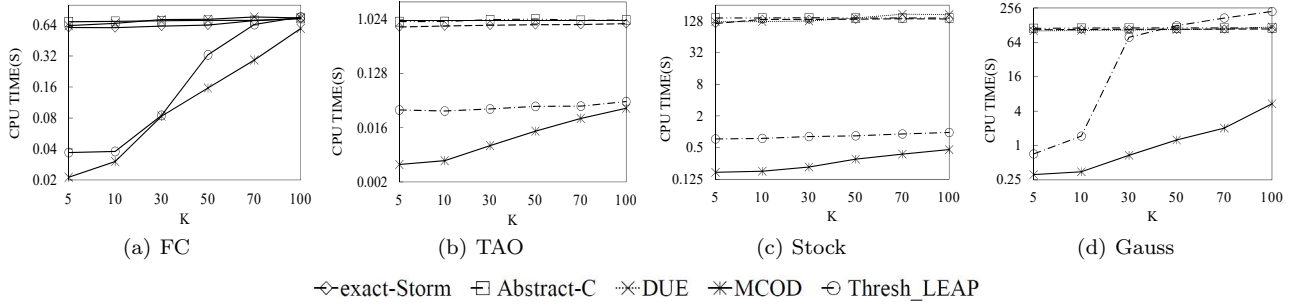 CPU TIME(S)
0.64
0.32
0.16
0.08
0.04
0.02
5 10 30 50 70 100
K
(a) FC
CPU TIME(S)
1.024
0.128
0.016
0.002
5 10 30 50 70 100
K
(b) TAO
CPU TIME(S)
128
32
8
2
0.5
0.125
5 10 30 50 70 100
K
(c) Stock
CPU TIME(S)
256
64
16
4
1
0.25
5 10 30 50 70 100
K
(d) Gauss
exact-Storm Abstract-C DUE MCOD Thresh_LEAP